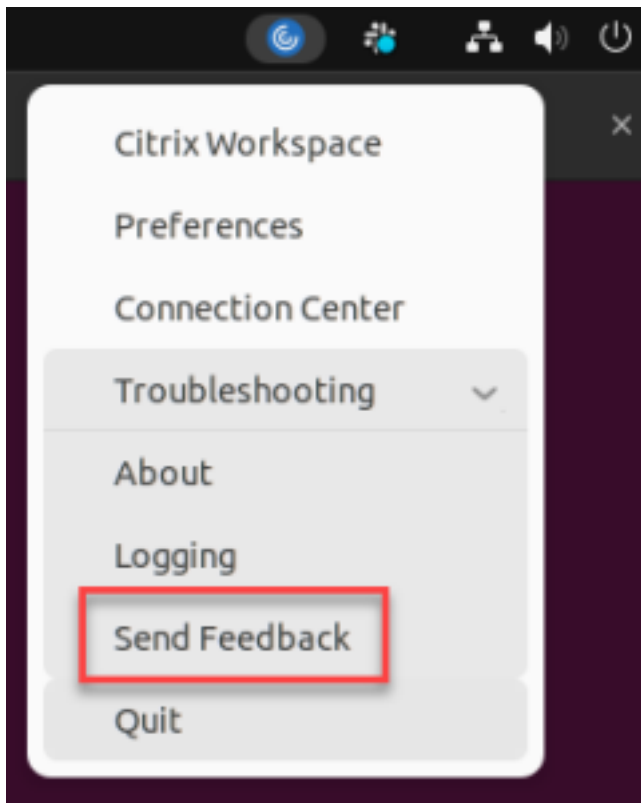 Citrix Workspace
Preferences
Connection Center
Troubleshooting
About
Logging
Send Feedback
Quit